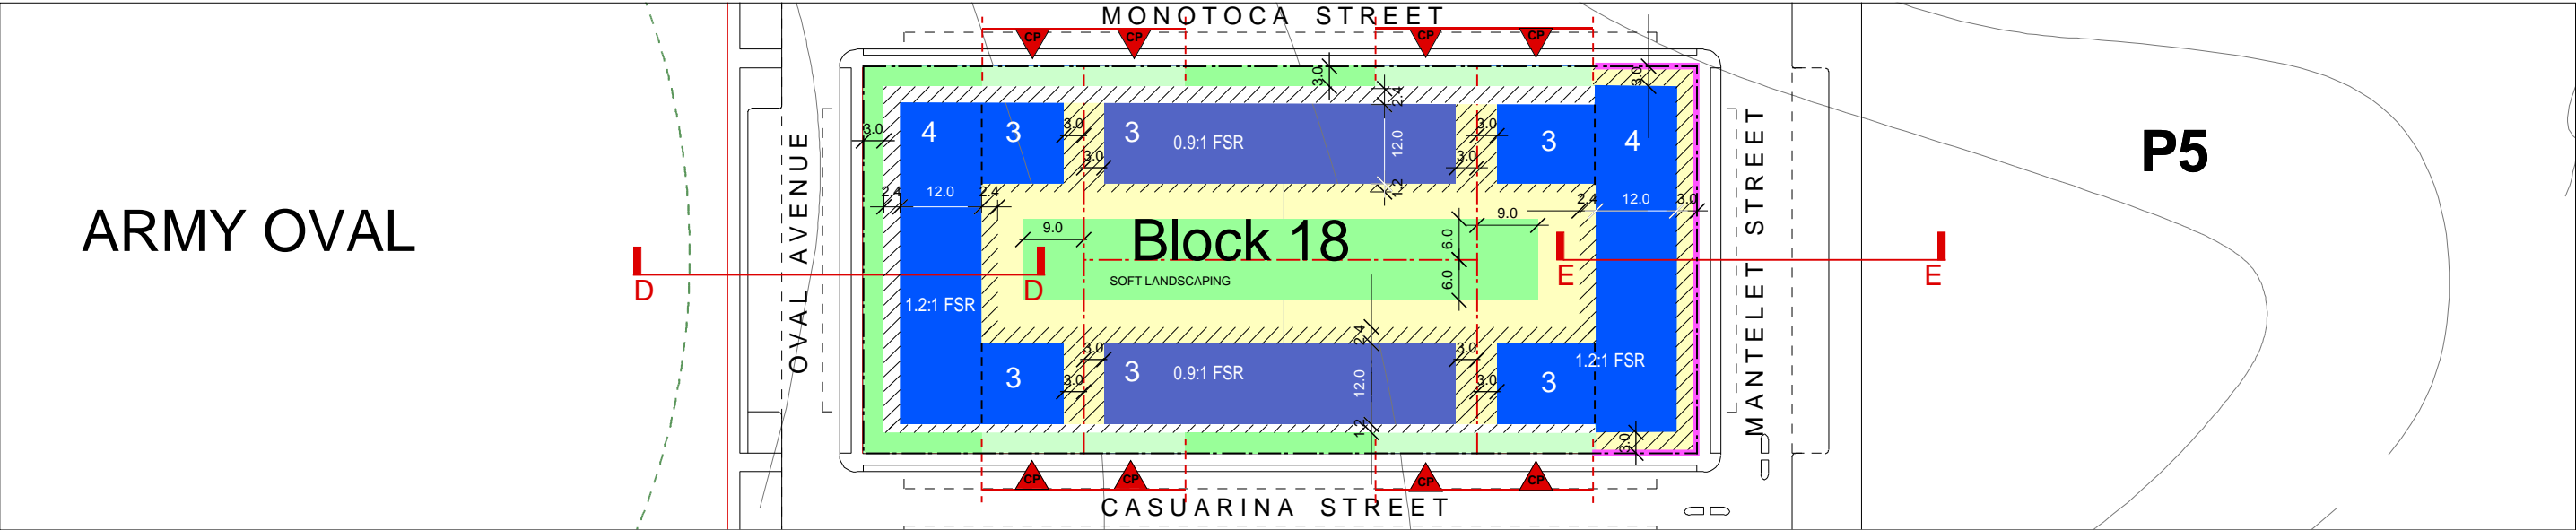 MONOTOCA STREET
CP CP CP CP
3.0 3.0
2.4
4 3 3.0 3 0.9:1 FSR 12.0 3.0 3 4
3.0 3.0 3.0
1.2
2.4 12.0 2.4 2.4 12.0 3.0
ARMY OVAL
OVAL AVENUE
MANTELET STREET
P5
9.0 Block 18 6.0 9.0
SOFT LANDSCAPING 6.0
D D E E
1.2:1 FSR
2.4
3.0 3.0 1.2:1 FSR
3 3.0 3 0.9:1 FSR 12.0 3.0 3
1.2 3.0
CP CP CP CP
CASUARINA STREET